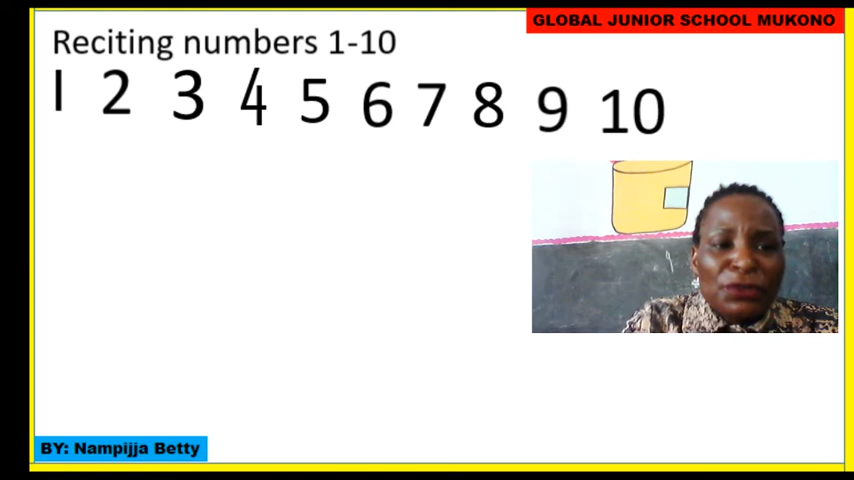 GLOBAL JUNIOR SCHOOL MUKONO
Reciting numbers 1-10
1 2 3 4 5 6 7 8 9 10
BY: Nampijja Betty